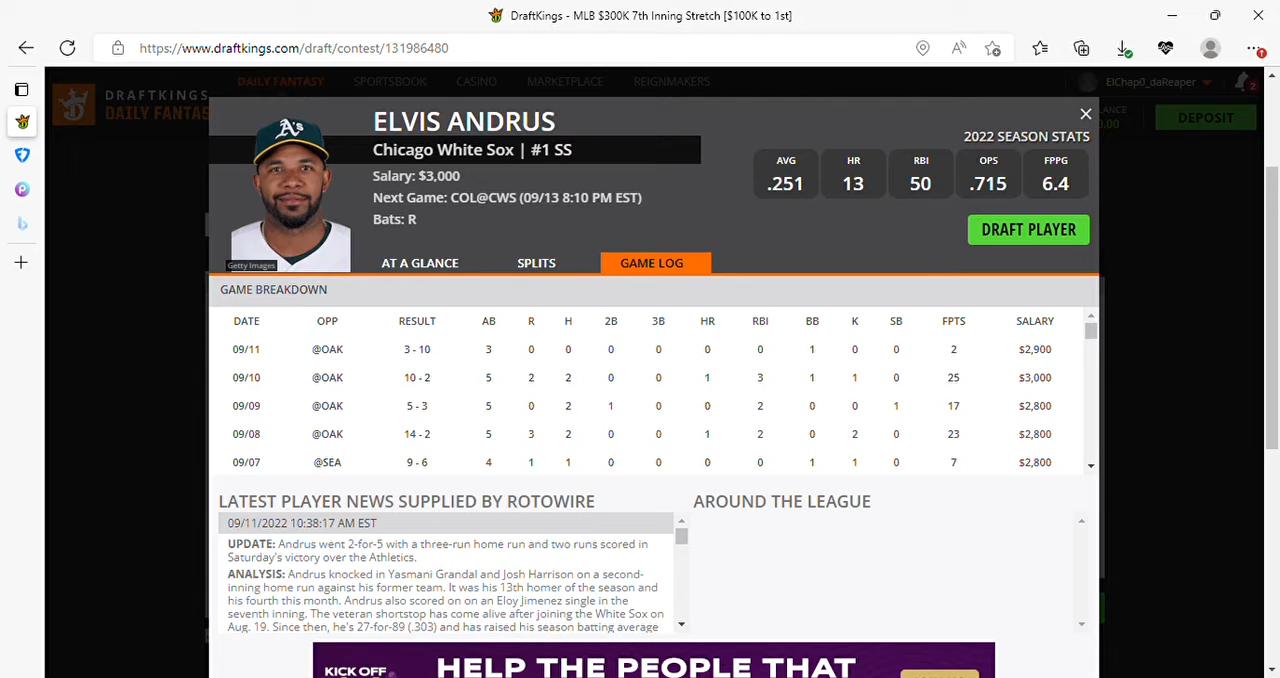 DraftKings - MLB $300K 7th Inning Stretch [$100K to 1st]
https://www.draftkings.com/draft/contest/131986480
DAILY FANTASY SPORTSBOOK CASINO MARKETPLACE REIGNMAKERS
ElChap0_daReaper
2
DRAFTKINGS
DAILY FANTAS
DEPOSIT
A's
Getty Images
ELVIS ANDRUS
Chicago White Sox | #1 SS
Salary: $3,000
Next Game: COL@CWS (09/13 8:10 PM EST)
Bats: R
2022 SEASON STATS
AVG HR RBI OPS FPPG
.251 13 50 .715 6.4
DRAFT PLAYER
AT A GLANCE SPLITS GAME LOG
GAME BREAKDOWN
DATE OPP RESULT AB R H 2B 3B HR RBI BB K SB FPTS SALARY
09/11 @OAK 3 - 10 3 0 0 0 0 0 0 1 0 0 2 $2,900
09/10 @OAK 10 - 2 5 2 2 0 0 1 3 1 1 0 25 $3,000
09/09 @OAK 5 - 3 5 0 2 1 0 0 2 0 0 1 17 $2,800
09/08 @OAK 14 - 2 5 3 2 0 0 1 2 0 2 0 23 $2,800
09/07 @SEA 9 - 6 4 1 1 0 0 0 0 1 1 0 7 $2,800
LATEST PLAYER NEWS SUPPLIED BY ROTOWIRE
09/11/2022 10:38:17 AM EST
UPDATE: Andrus went 2-for-5 with a three-run home run and two runs scored in
Saturday's victory over the Athletics.
ANALYSIS: Andrus knocked in Yasmani Grandal and Josh Harrison on a second-
inning home run against his former team. It was his 13th homer of the season and
his fourth this month. Andrus also scored on on an Eloy Jimenez single in the
seventh inning. The veteran shortstop has come alive after joining the White Sox on
Aug. 19. Since then, he's 27-for-89 (.303) and has raised his season batting average
AROUND THE LEAGUE
KICK OFF
HELP THE PEOPLE THAT